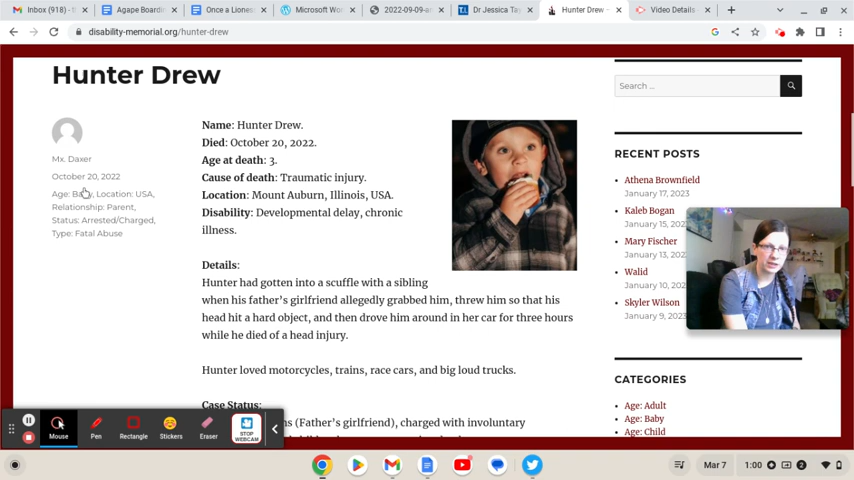 Inbox (918) - t
Agape Boardin
Once a Lioness
Microsoft Wor
2022-09-09-an
Dr Jessica Tay
Hunter Drew –
Video Details
disability-memorial.org/hunter-drew
Hunter Drew
Mx. Daxer
October 20, 2022
Age: Baby, Location: USA,
Relationship: Parent,
Status: Arrested/Charged,
Type: Fatal Abuse
Name: Hunter Drew.
Died: October 20, 2022.
Age at death: 3.
Cause of death: Traumatic injury.
Location: Mount Auburn, Illinois, USA.
Disability: Developmental delay, chronic
illness.
Details:
Hunter had gotten into a scuffle with a sibling
when his father's girlfriend allegedly grabbed him, threw him so that his
head hit a hard object, and then drove him around in her car for three hours
while he died of a head injury.
Hunter loved motorcycles, trains, race cars, and big loud trucks.
Case Status:
(Father's girlfriend), charged with involuntary
Search ...
RECENT POSTS
Athena Brownfield
January 17, 2023
Kaleb Bogan
January 15, 202
Mary Fischer
January 13, 202
Walid
January 10, 202
Skyler Wilson
January 9, 2023
CATEGORIES
Age: Adult
Age: Baby
Age: Child
Mouse
Pen
Rectangle
Stickers
Eraser
STOP
WEBCAM
Mar 7
1:00
2